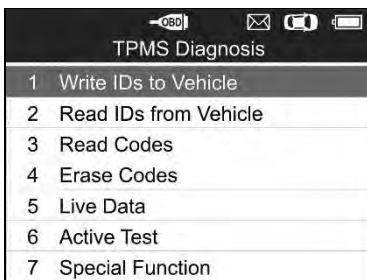 OBD
TPMS Diagnosis
1 Write IDs to Vehicle
2 Read IDs from Vehicle
3 Read Codes
4 Erase Codes
5 Live Data
6 Active Test
7 Special Function